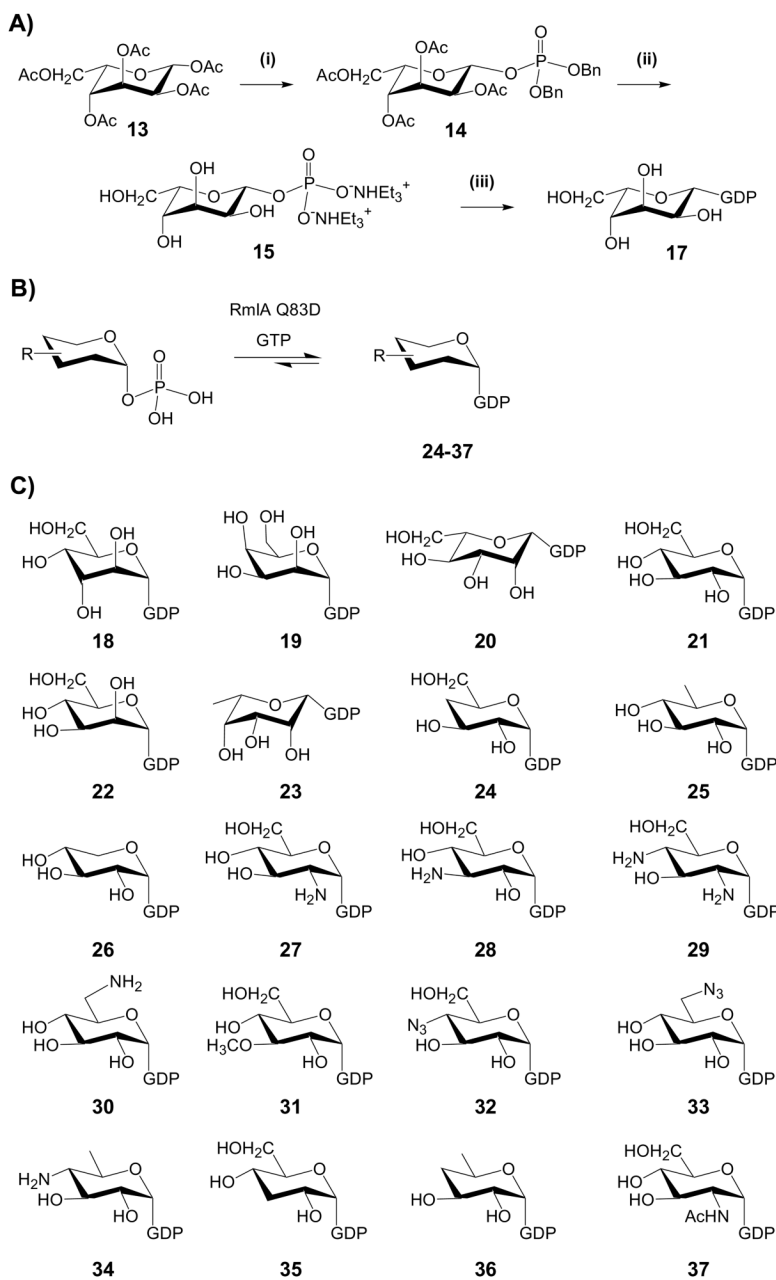 A)
OAc
AcOH₂C
O
OAc
OAc
OAc
13
(i)
OAc
AcOH₂C
O
O
P
O
OBn
OBn
OAc
OAc
14
(ii)
HO
HOH₂C
O
O
P
O
O⁻NHEt₃⁺
O⁻NHEt₃⁺
HO
OH
15
(iii)
HO
HOH₂C
O
GDP
HO
OH
17
B)
R
O
O
P
O
OH
OH
RmlA Q83D
GTP
R
O
GDP
24-37
C)
HOH₂C
OH
HO
O
OH
GDP
18
HO
OH
OH
O
HO
GDP
19
HOH₂C
O
GDP
HO
OH
OH
20
HOH₂C
HO
O
HO
HO
GDP
21
HOH₂C
OH
HO
O
HO
GDP
22
O
GDP
OH
OH
OH
23
HOH₂C
O
HO
HO
GDP
24
HO
O
HO
HO
GDP
25
HO
O
HO
HO
GDP
26
HOH₂C
HO
O
HO
H₂N
GDP
27
HOH₂C
HO
O
H₂N
HO
GDP
28
HOH₂C
H₂N
O
HO
H₂N
GDP
29
NH₂
HO
O
HO
HO
GDP
30
HOH₂C
HO
O
H₃CO
HO
GDP
31
HOH₂C
N₃
O
HO
HO
GDP
32
N₃
HO
O
HO
HO
GDP
33
H₂N
O
HO
HO
GDP
34
HOH₂C
HO
O
HO
GDP
35
O
HO
HO
GDP
36
HOH₂C
HO
O
HO
AcHN
GDP
37